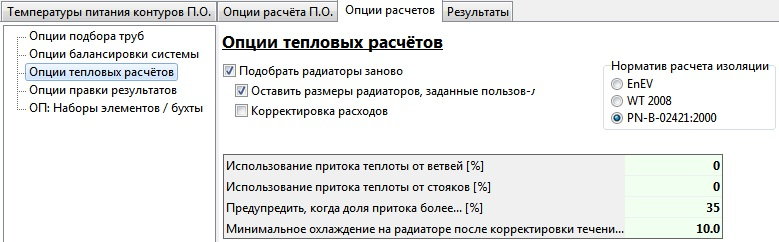 Температуры питания контуров П.О.
Опции расчёта П.О.
Опции расчетов
Результаты
Опции подбора труб
Опции балансировки системы
Опции тепловых расчётов
Опции правки результатов
ОП: Наборы элементов / бухты
Опции тепловых расчётов
Подобрать радиаторы заново
Оставить размеры радиаторов, заданные пользов-л
Корректировка расходов
Норматив расчета изоляции
EnEV
WT 2008
PN-B-02421:2000
Использование притока теплоты от ветвей [%] 0
Использование притока теплоты от стояков [%] 0
Предупредить, когда доля притока более... [%] 35
Минимальное охлаждение на радиаторе после корректировки течени... 10.0